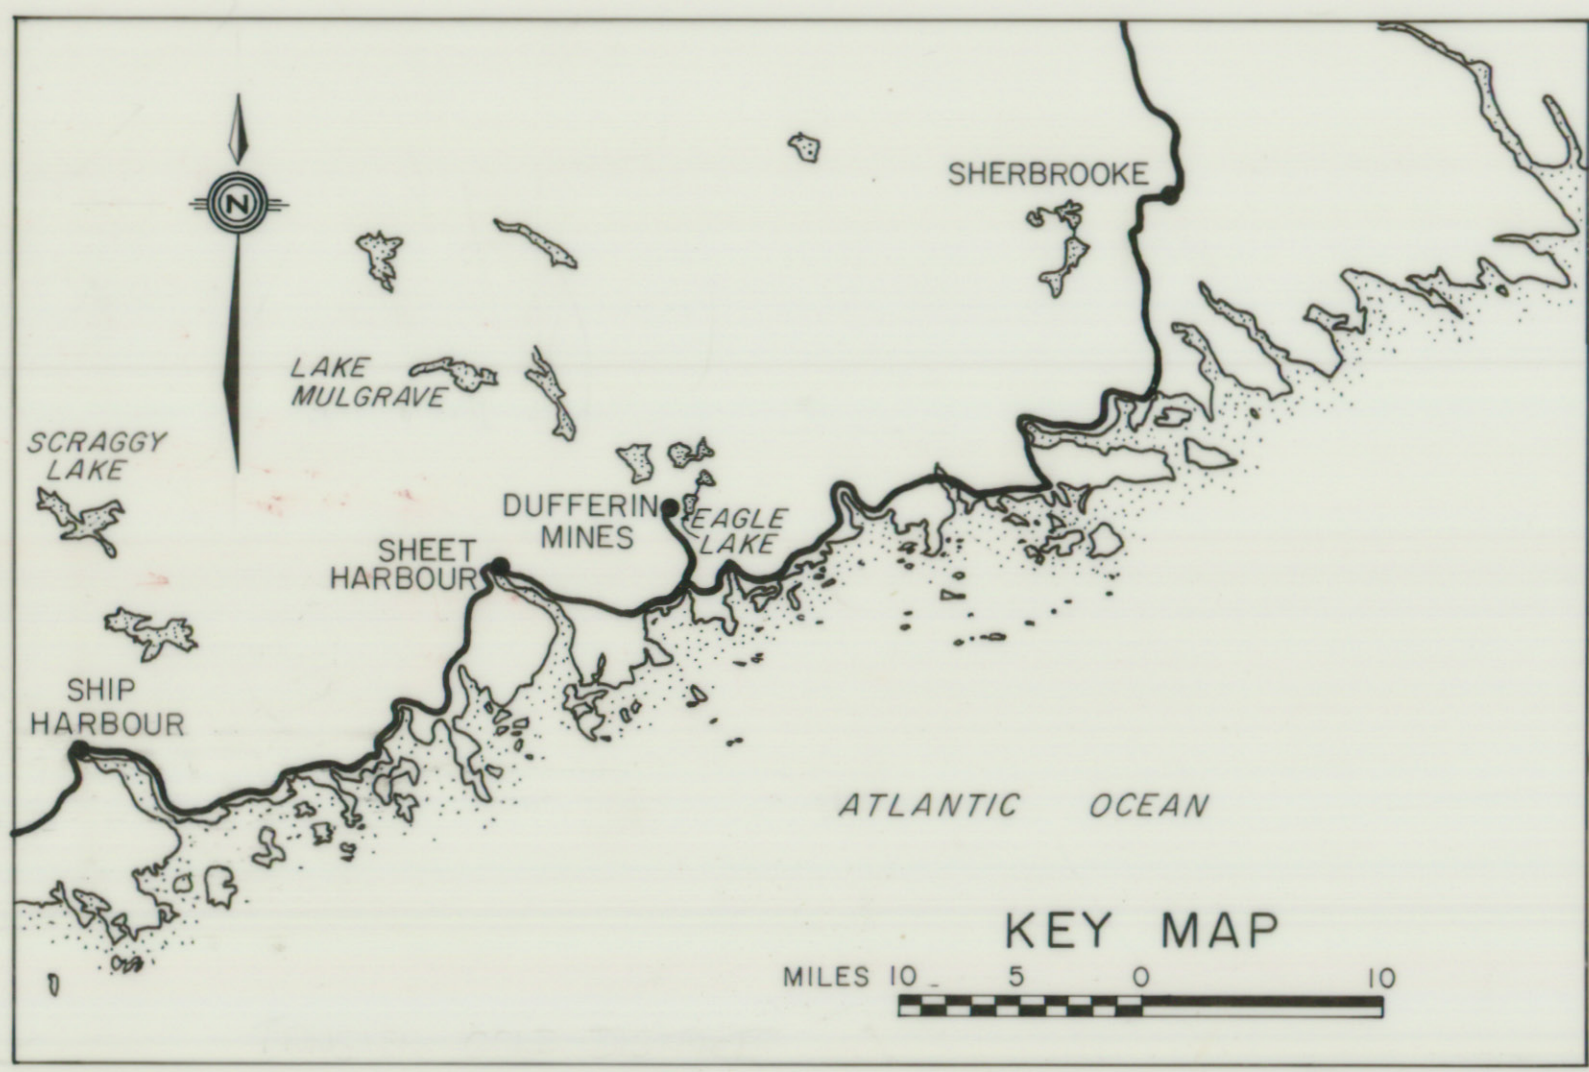 SHERBROOKE
N
LAKE
MULGRAVE
SCRAGGY
LAKE
DUFFERIN
MINES
EAGLE
LAKE
SHEET
HARBOUR
SHIP
HARBOUR
ATLANTIC OCEAN
KEY MAP
MILES 10 5 0 10